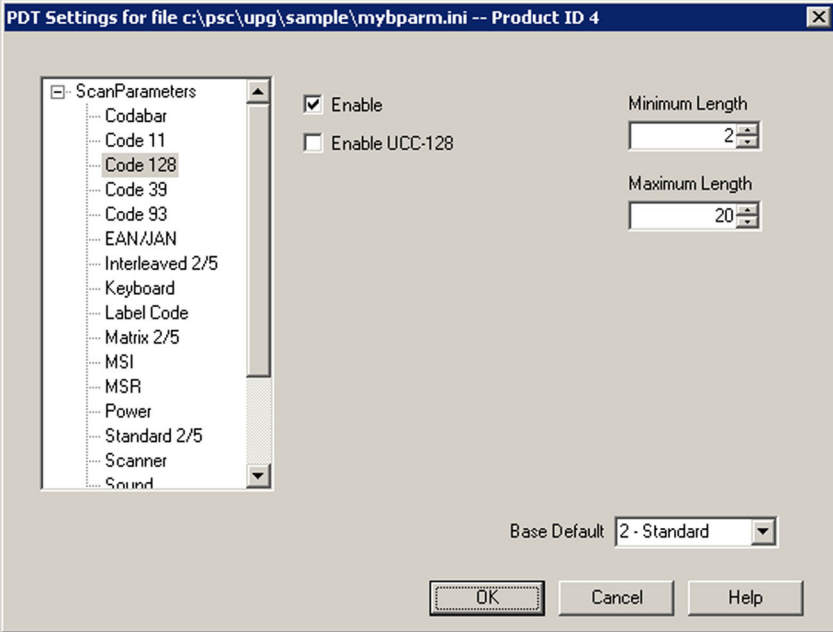 PDT Settings for file c:\psc\upg\sample\mybparm.ini -- Product ID 4
ScanParameters
Codabar
Code 11
Code 128
Code 39
Code 93
EAN/JAN
Interleaved 2/5
Keyboard
Label Code
Matrix 2/5
MSI
MSR
Power
Standard 2/5
Scanner
Sound
Enable
Enable UCC-128
Minimum Length
2
Maximum Length
20
Base Default 2 - Standard
OK Cancel Help